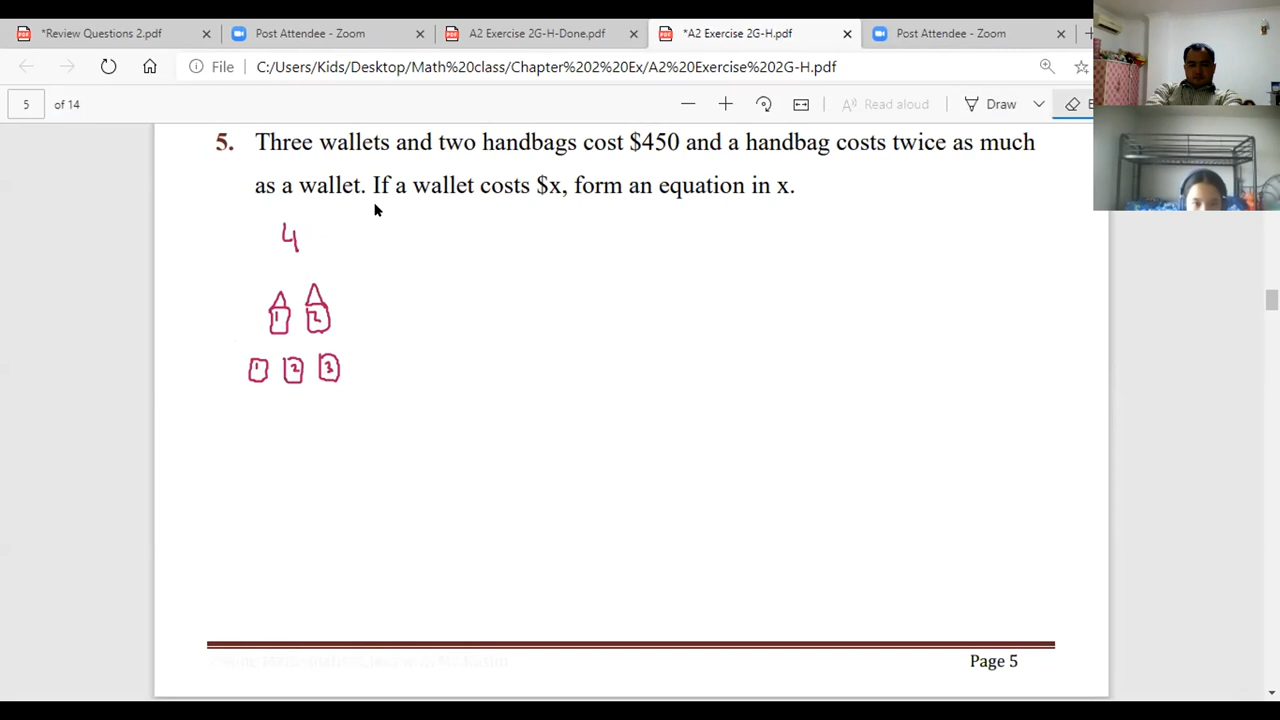 *Review Questions 2.pdf
Post Attendee - Zoom
A2 Exercise 2G-H-Done.pdf
*A2 Exercise 2G-H.pdf
Post Attendee - Zoom
File
C:/Users/Kids/Desktop/Math%20class/Chapter%202%20Ex/A2%20Exercise%202G-H.pdf
5 of 14
Read aloud
Draw
5. Three wallets and two handbags cost $450 and a handbag costs twice as much
as a wallet. If a wallet costs $x, form an equation in x.
4
1 2
1 2 3
Page 5